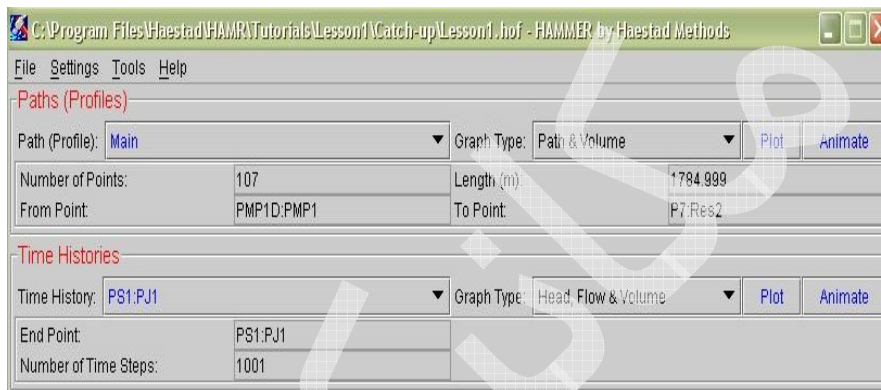 C:\Program Files\Haestad\HAMR\Tutorials\Lesson1\Catch-up\Lesson1.hof - HAMMER by Haestad Methods
File Settings Tools Help
Paths (Profiles)
Path (Profile): Main Graph Type: Path & Volume Plot Animate
Number of Points: 107 Length (m): 1784.999
From Point: PMP1D:PMP1 To Point: P7:Res2
Time Histories
Time History: PS1:PJ1 Graph Type: Head, Flow & Volume Plot Animate
End Point: PS1:PJ1
Number of Time Steps: 1001